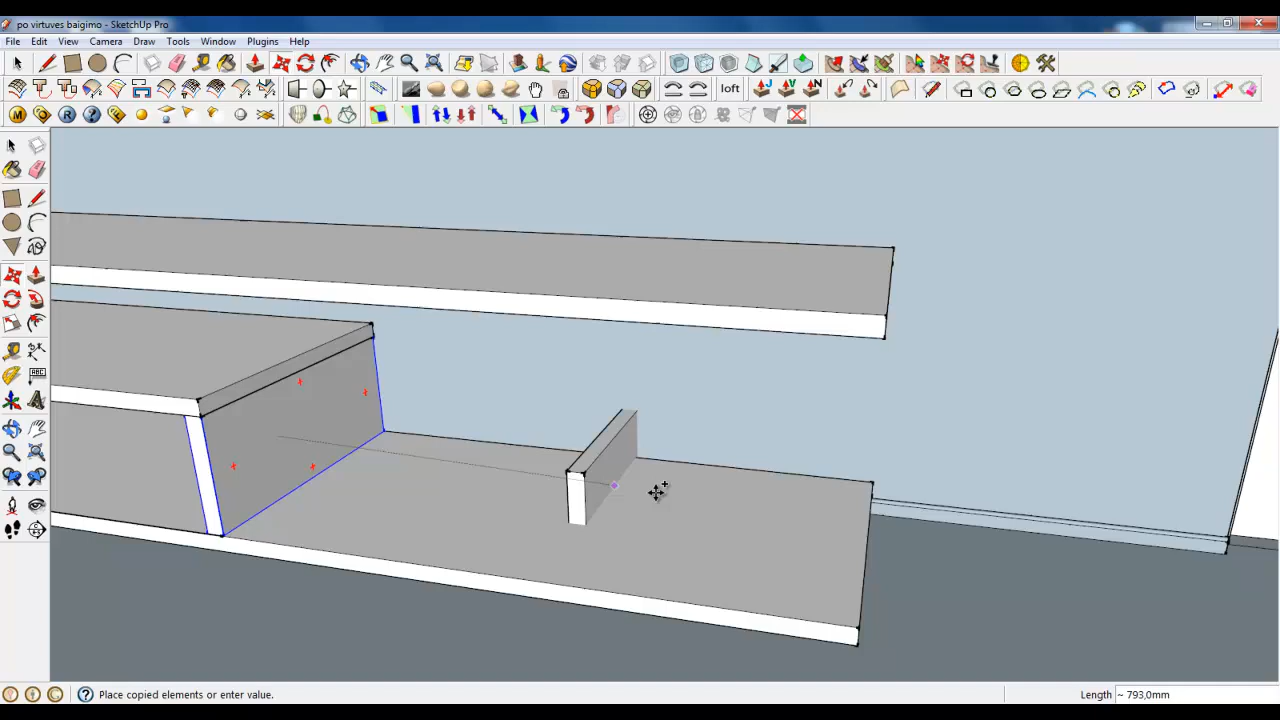 po virtuves baigimo - SketchUp Pro
File Edit View Camera Draw Tools Window Plugins Help
loft
M R ?
ABC
Place copied elements or enter value.
Length ~ 793,0mm